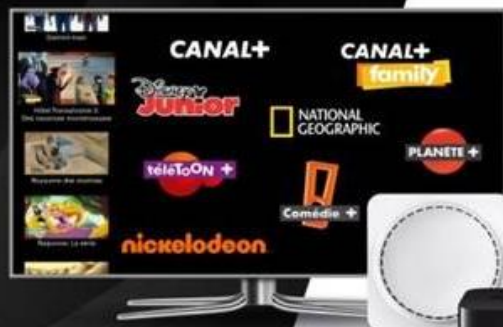 CANAL+
CANAL+
family
Disney
Junior
NATIONAL
GEOGRAPHIC
PLANETE +
téléTOON +
Comédie +
nickelodeon
Hôtel Transylvanie 3:
Des vacances monstrueuses
Royaume des momies
Raiponce: La série